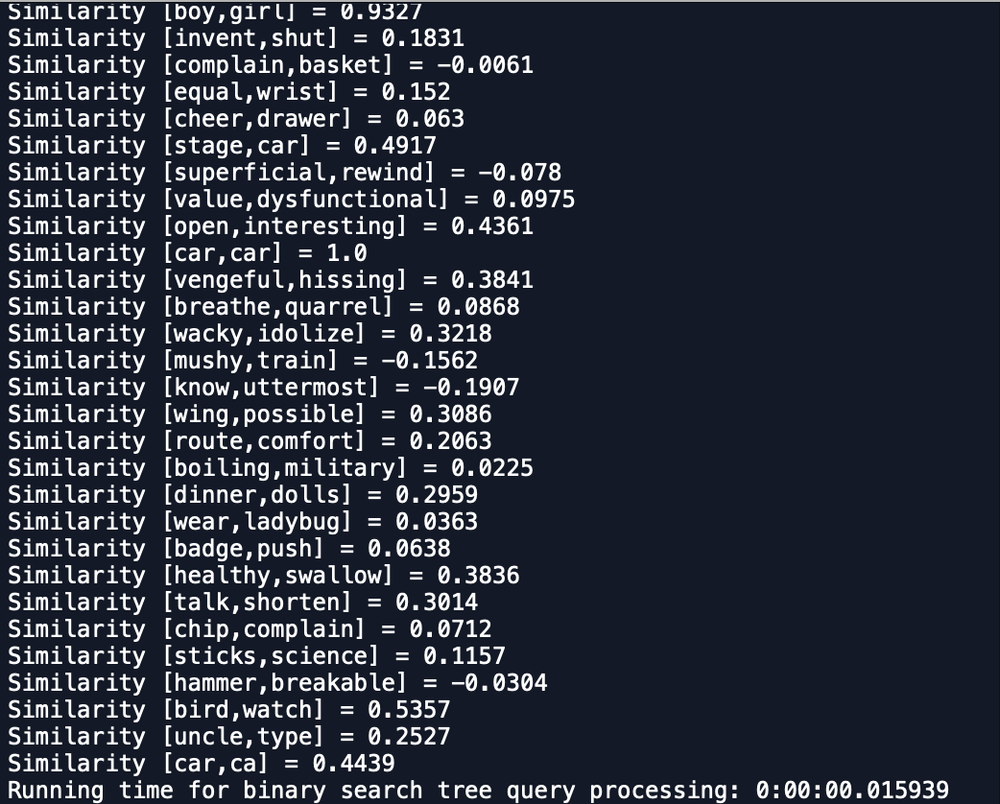 Similarity [boy,girl] = 0.9327
Similarity [invent,shut] = 0.1831
Similarity [complain,basket] = -0.0061
Similarity [equal,wrist] = 0.152
Similarity [cheer,drawer] = 0.063
Similarity [stage,car] = 0.4917
Similarity [superficial,rewind] = -0.078
Similarity [value,dysfunctional] = 0.0975
Similarity [open,interesting] = 0.4361
Similarity [car,car] = 1.0
Similarity [vengeful,hissing] = 0.3841
Similarity [breathe,quarrel] = 0.0868
Similarity [wacky,idolize] = 0.3218
Similarity [mushy,train] = -0.1562
Similarity [know,uttermost] = -0.1907
Similarity [wing,possible] = 0.3086
Similarity [route,comfort] = 0.2063
Similarity [boiling,military] = 0.0225
Similarity [dinner,dolls] = 0.2959
Similarity [wear,ladybug] = 0.0363
Similarity [badge,push] = 0.0638
Similarity [healthy,swallow] = 0.3836
Similarity [talk,shorten] = 0.3014
Similarity [chip,complain] = 0.0712
Similarity [sticks,science] = 0.1157
Similarity [hammer,breakable] = -0.0304
Similarity [bird,watch] = 0.5357
Similarity [uncle,type] = 0.2527
Similarity [car,ca] = 0.4439
Running time for binary search tree query processing: 0:00:00.015939